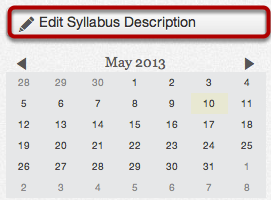 Edit Syllabus Description
May 2013
28 29 30 1 2 3 4
5 6 7 8 9 10 11
12 13 14 15 16 17 18
19 20 21 22 23 24 25
26 27 28 29 30 31 1
2 3 4 5 6 7 8